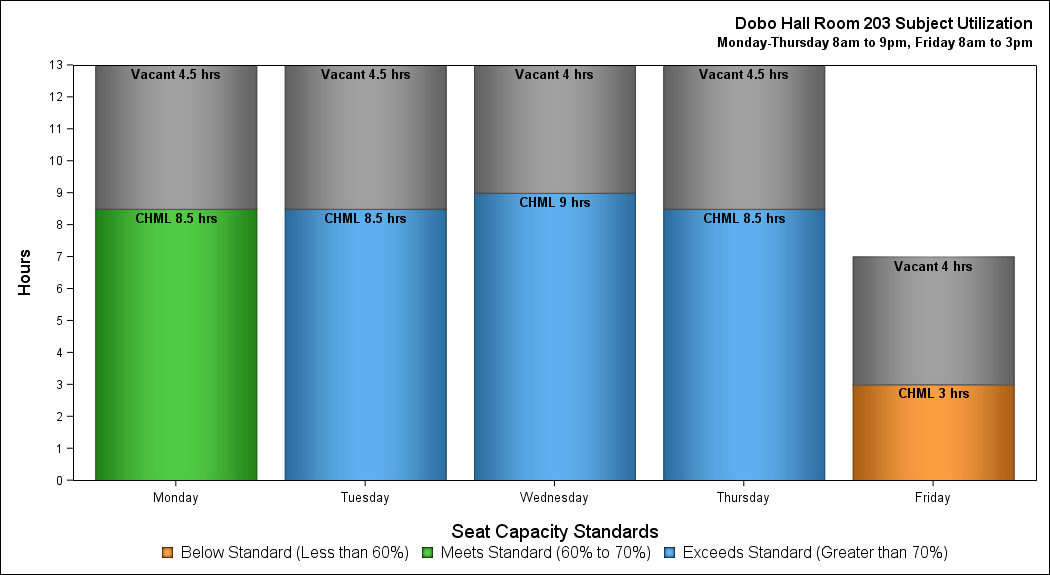 Dobo Hall Room 203 Subject Utilization
Monday-Thursday 8am to 9pm, Friday 8am to 3pm
Hours
13
12
11
10
9
8
7
6
5
4
3
2
1
0
Vacant 4.5 hrs
CHML 8.5 hrs
Vacant 4.5 hrs
CHML 8.5 hrs
Vacant 4 hrs
CHML 9 hrs
Vacant 4.5 hrs
CHML 8.5 hrs
Vacant 4 hrs
CHML 3 hrs
Monday Tuesday Wednesday Thursday Friday
Seat Capacity Standards
Below Standard (Less than 60%) Meets Standard (60% to 70%) Exceeds Standard (Greater than 70%)